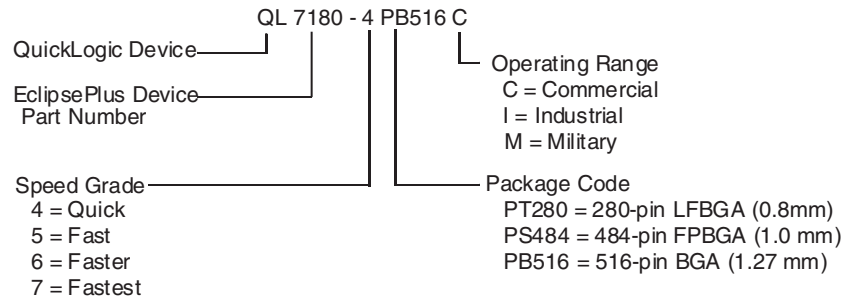 QL 7180 - 4 PB516 C
QuickLogic Device
EclipsePlus Device
Part Number
Operating Range
C = Commercial
I = Industrial
M = Military
Speed Grade
4 = Quick
5 = Fast
6 = Faster
7 = Fastest
Package Code
PT280 = 280-pin LFBGA (0.8mm)
PS484 = 484-pin FPBGA (1.0 mm)
PB516 = 516-pin BGA (1.27 mm)